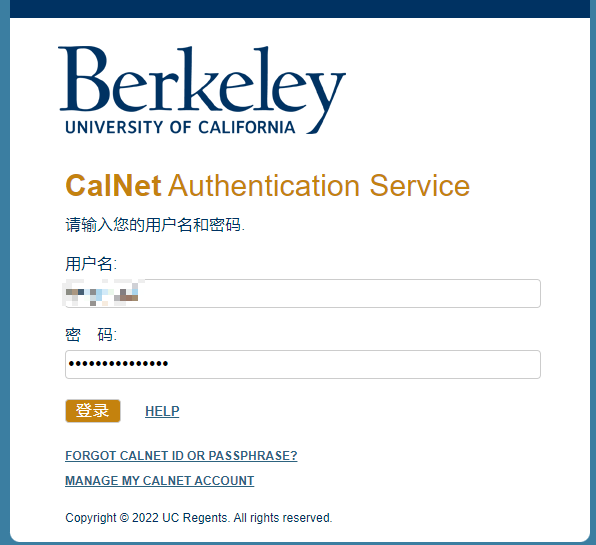 Berkeley
UNIVERSITY OF CALIFORNIA
CalNet Authentication Service
请输入您的用户名和密码.
用户名:
密 码:
•••••••••••••••
登录 HELP
FORGOT CALNET ID OR PASSPHRASE?
MANAGE MY CALNET ACCOUNT
Copyright © 2022 UC Regents. All rights reserved.